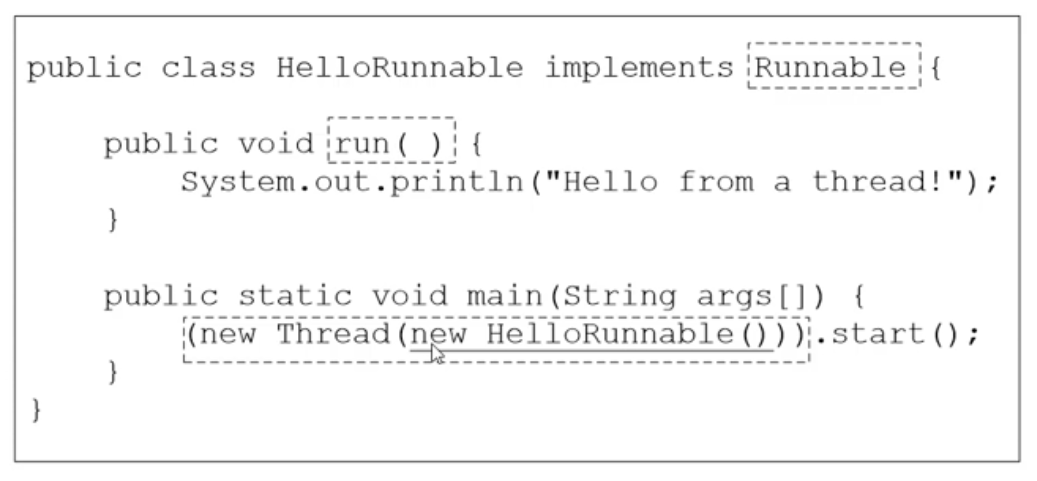 public class HelloRunnable implements Runnable {
public void run( ) {
System.out.println("Hello from a thread!");
}
public static void main(String args[]) {
(new Thread(new HelloRunnable())).start();
}
}